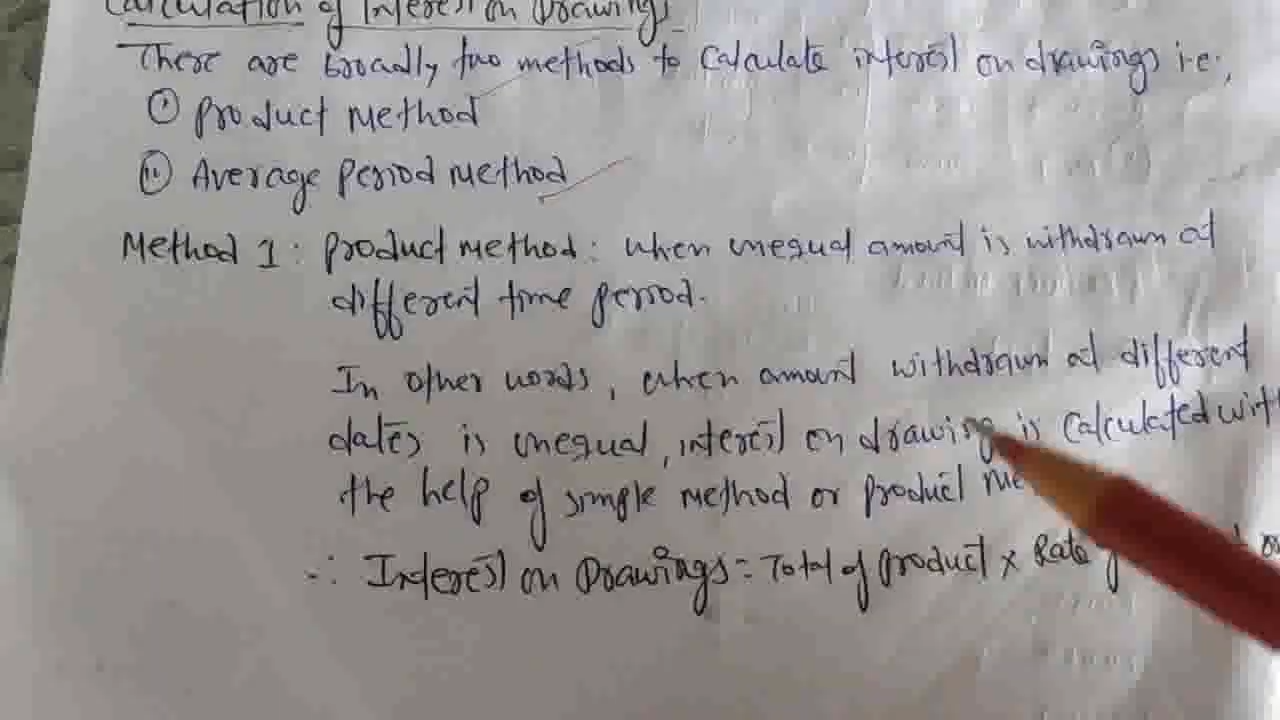 Calculation of Interest on Drawings
There are broadly two methods to calculate interest on drawings i.e.,
(i) Product Method
(ii) Average Period Method
Method 1: Product method: when unequal amount is withdrawn at
different time period.
In other words, when amount withdrawn at different
dates is unequal, interest on drawing is calculated with
the help of simple method or product
∴ Interest on Drawings = Total of product x Rate